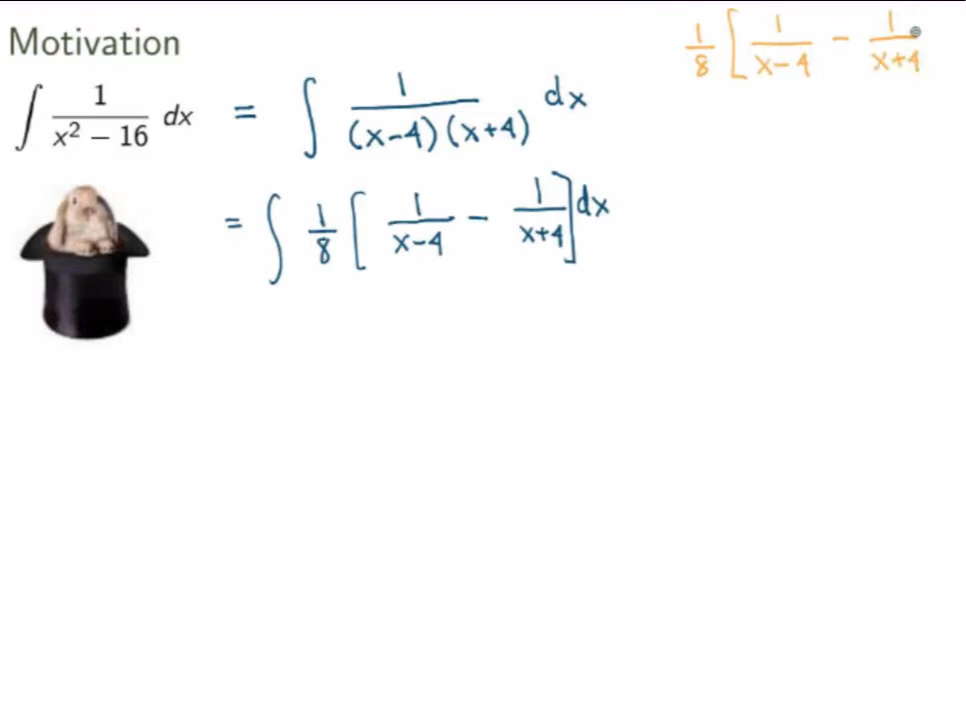 Motivation
1/8 [ 1/(x-4) - 1/(x+4)
∫ 1/(x² − 16) dx = ∫ 1/((x-4)(x+4)) dx
= ∫ 1/8 [ 1/(x-4) - 1/(x+4) ] dx